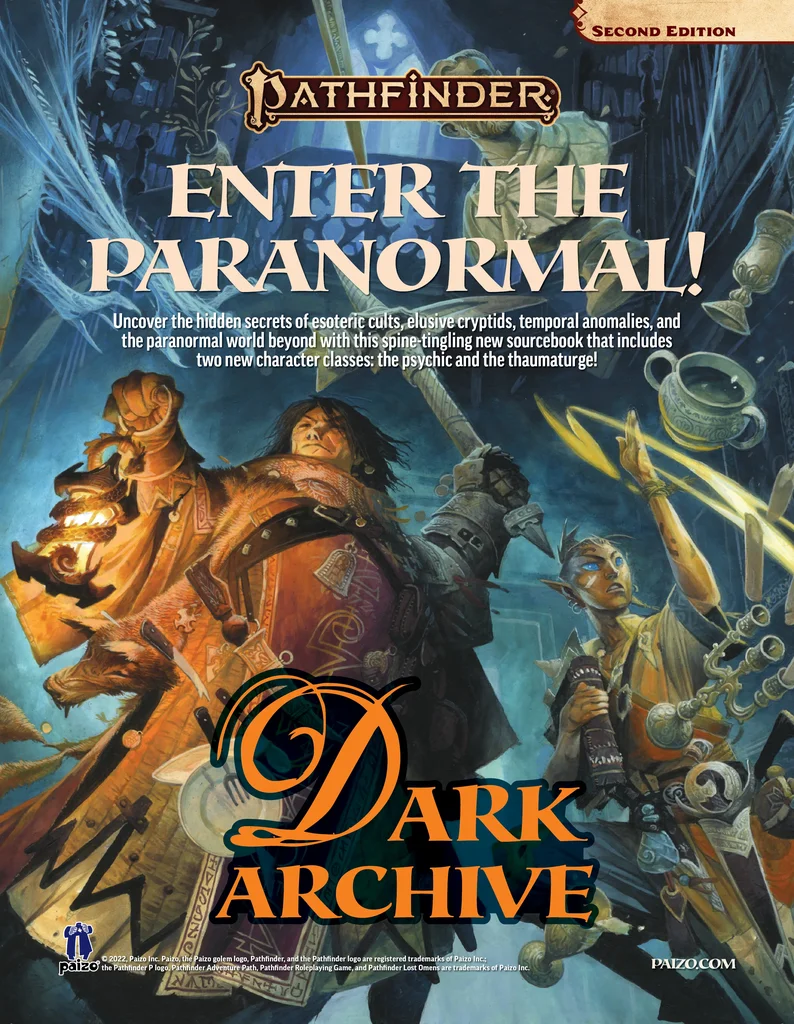 SECOND EDITION
PATHFINDER
ENTER THE
PARANORMAL!
Uncover the hidden secrets of esoteric cults, elusive cryptids, temporal anomalies, and
the paranormal world beyond with this spine-tingling new sourcebook that includes
two new character classes: the psychic and the thaumaturge!
DARK
ARCHIVE
paizo
© 2022, Paizo Inc. Paizo, the Paizo golem logo, Pathfinder, and the Pathfinder logo are registered trademarks of Paizo Inc.;
the Pathfinder P logo, Pathfinder Adventure Path, Pathfinder Roleplaying Game, and Pathfinder Lost Omens are trademarks of Paizo Inc.
PAIZO.COM